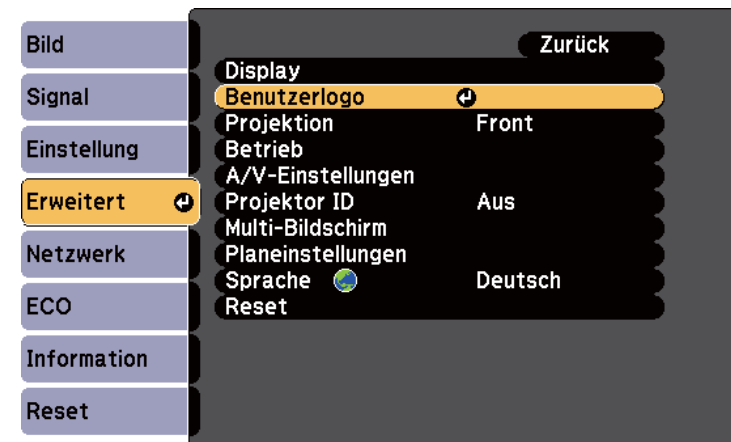 Bild
Signal
Einstellung
Erweitert
Netzwerk
ECO
Information
Reset
Zurück
Display
Benutzerlogo
Projektion Front
Betrieb
A/V-Einstellungen
Projektor ID Aus
Multi-Bildschirm
Planeinstellungen
Sprache Deutsch
Reset